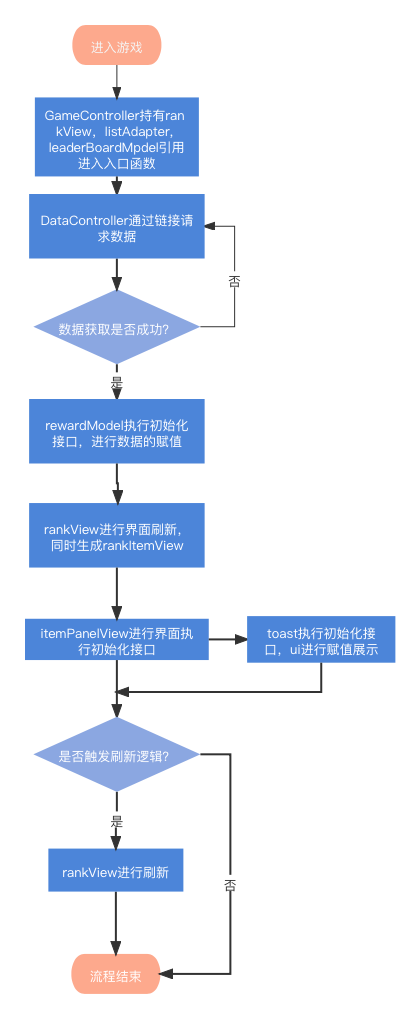 进入游戏
GameController持有ran
kView，listAdapter,
leaderBoardMpdel引用
进入入口函数
DataController通过链接请
求数据
否
数据获取是否成功?
是
rewardModel执行初始化
接口，进行数据的赋值
rankView进行界面刷新，
同时生成rankItemView
itemPanelView进行界面执
行初始化接口
toast执行初始化接
口，ui进行赋值展示
是否触发刷新逻辑?
是
rankView进行刷新
否
流程结束